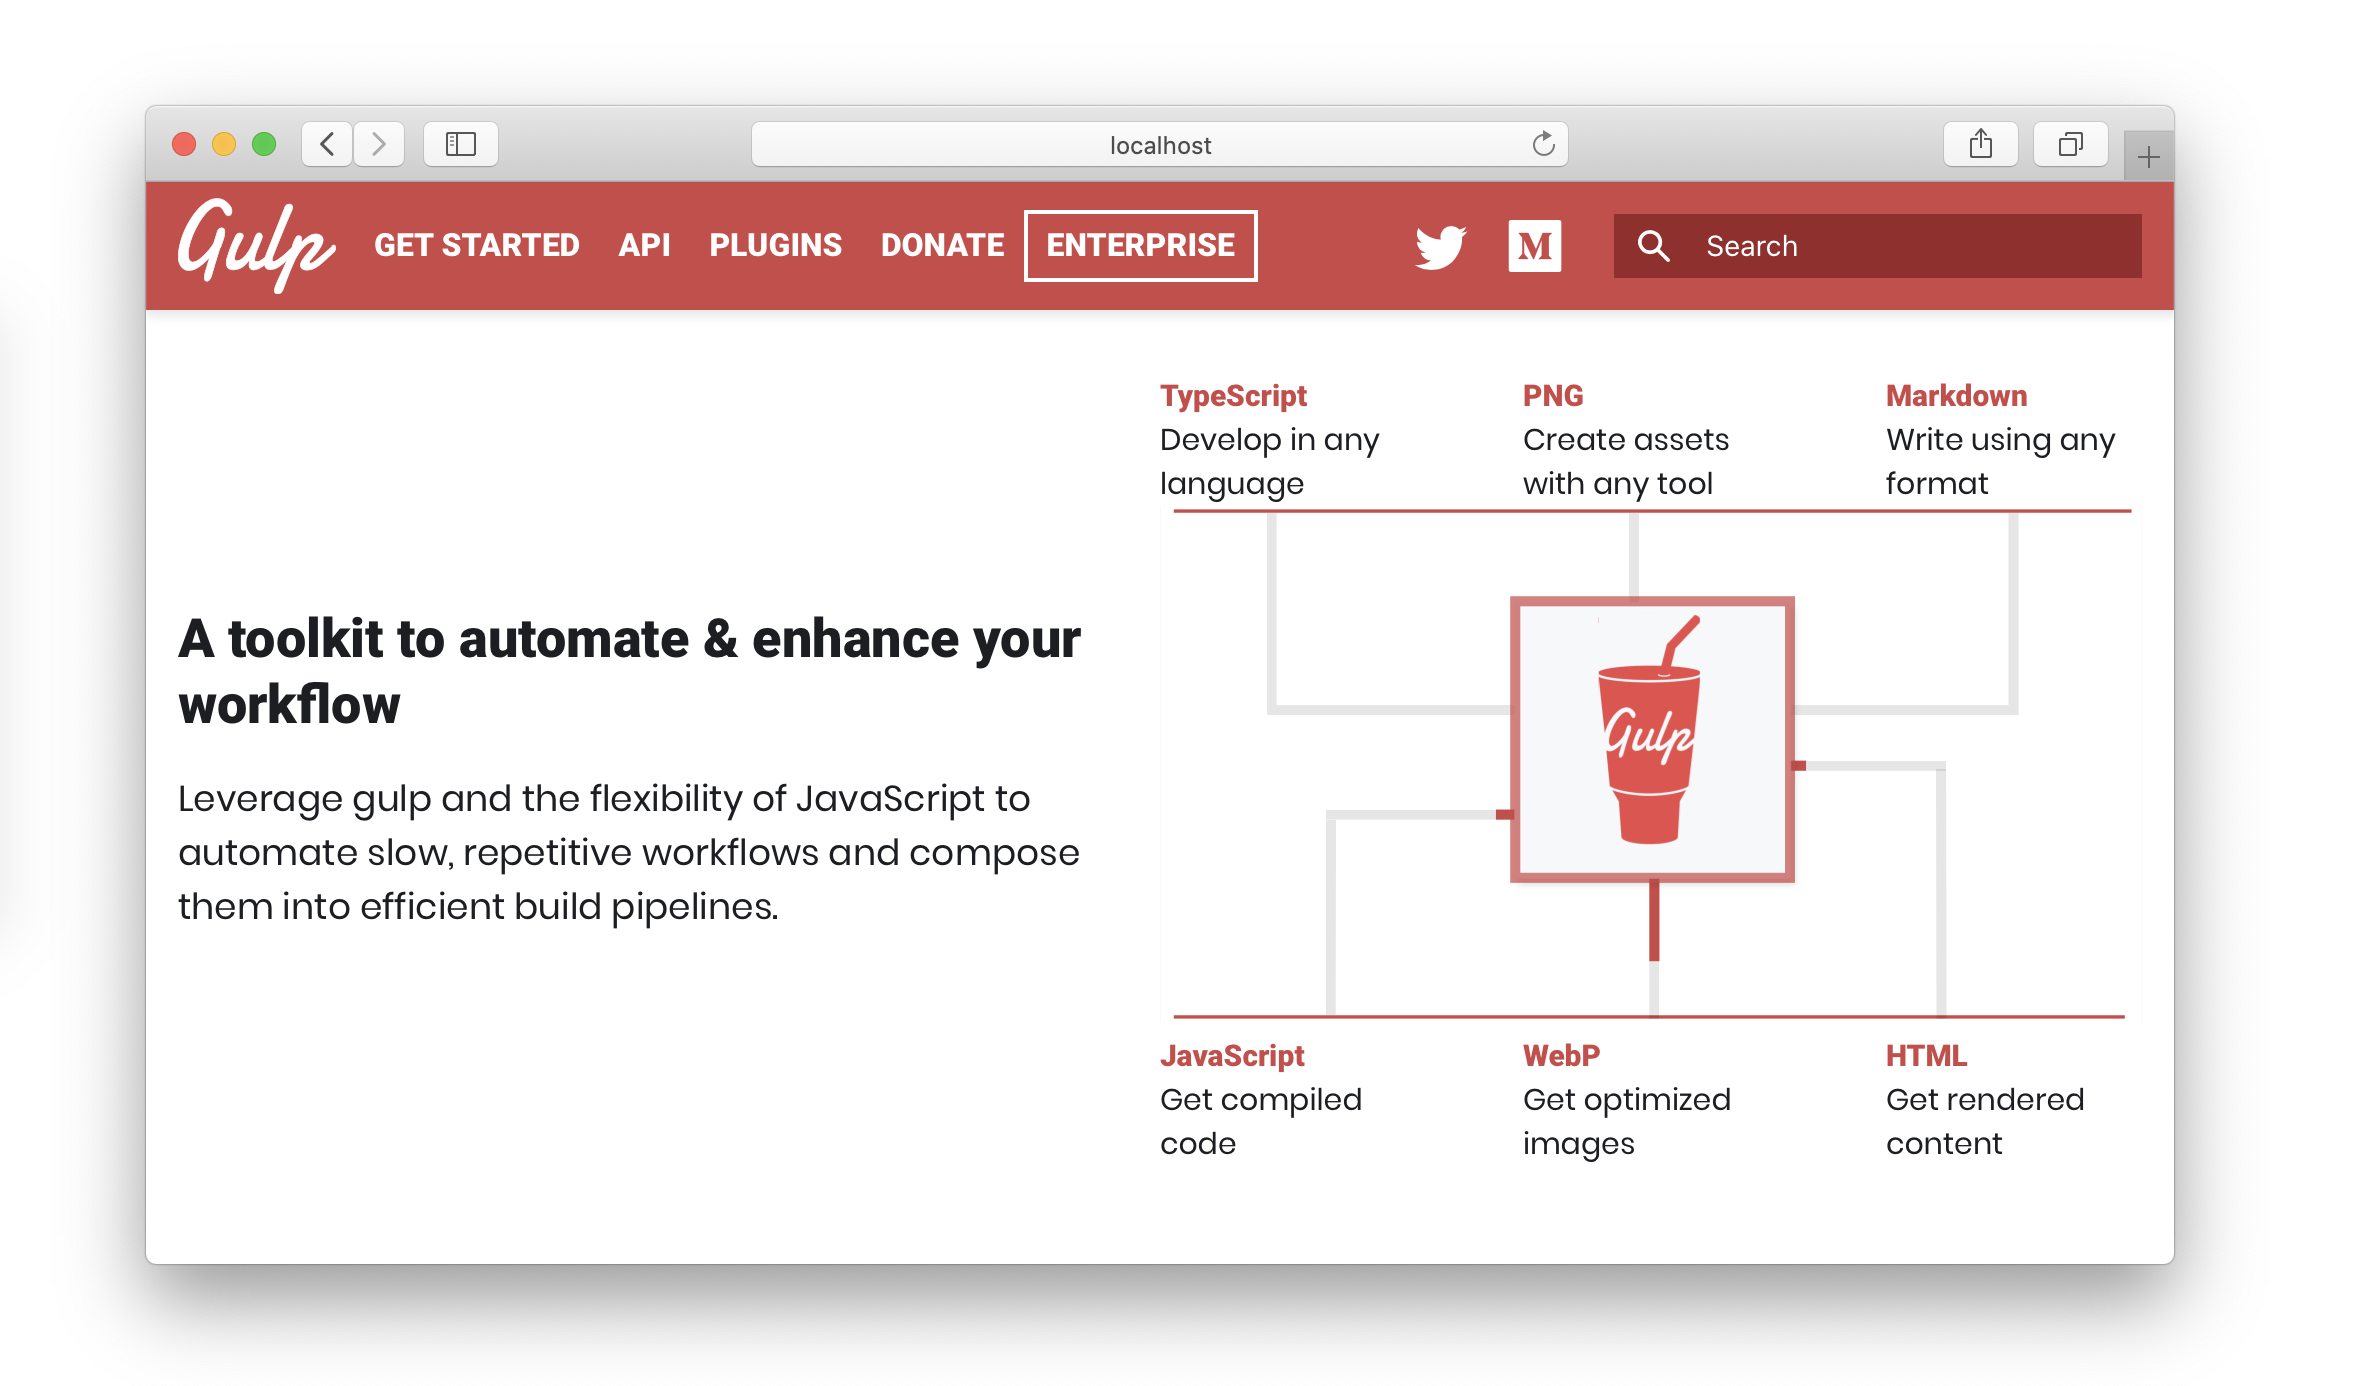 localhost
Gulp GET STARTED API PLUGINS DONATE ENTERPRISE M Search
A toolkit to automate & enhance your
workflow
Leverage gulp and the flexibility of JavaScript to
automate slow, repetitive workflows and compose
them into efficient build pipelines.
TypeScript
Develop in any
language
PNG
Create assets
with any tool
Markdown
Write using any
format
Gulp
JavaScript
Get compiled
code
WebP
Get optimized
images
HTML
Get rendered
content